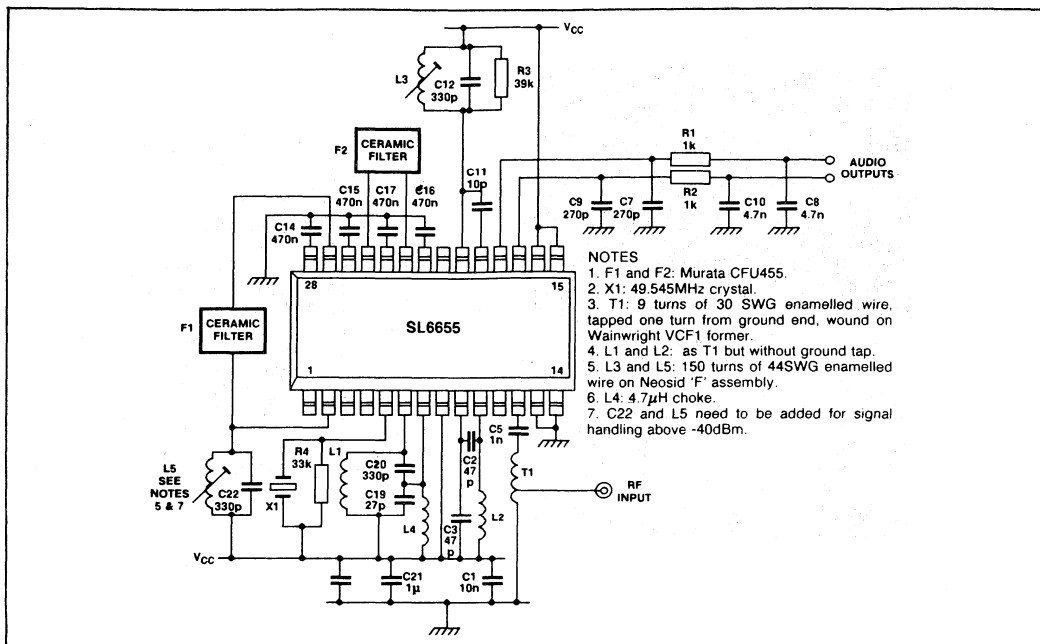 VCC
L3
C12
330p
R3
39k
F2
CERAMIC
FILTER
C11
10p
R1
1k
AUDIO
OUTPUTS
R2
1k
C15
470n
C17
470n
C16
470n
C14
470n
C9
270p
C7
270p
C10
4.7n
C8
4.7n
28
15
SL6655
1
14
F1
CERAMIC
FILTER
NOTES
1. F1 and F2: Murata CFU455.
2. X1: 49.545MHz crystal.
3. T1: 9 turns of 30 SWG enamelled wire,
tapped one turn from ground end, wound on
Wainwright VCF1 former.
4. L1 and L2: as T1 but without ground tap.
5. L3 and L5: 150 turns of 44SWG enamelled
wire on Neosid 'F' assembly.
6. L4: 4.7µH choke.
7. C22 and L5 need to be added for signal
handling above -40dBm.
L5
SEE
NOTES
5 & 7
C22
330p
X1
R4
33k
L1
C20
330p
C19
27p
L4
C3
47
p
C2
47
p
L2
C5
1n
T1
RF
INPUT
VCC
C21
1µ
C1
10n